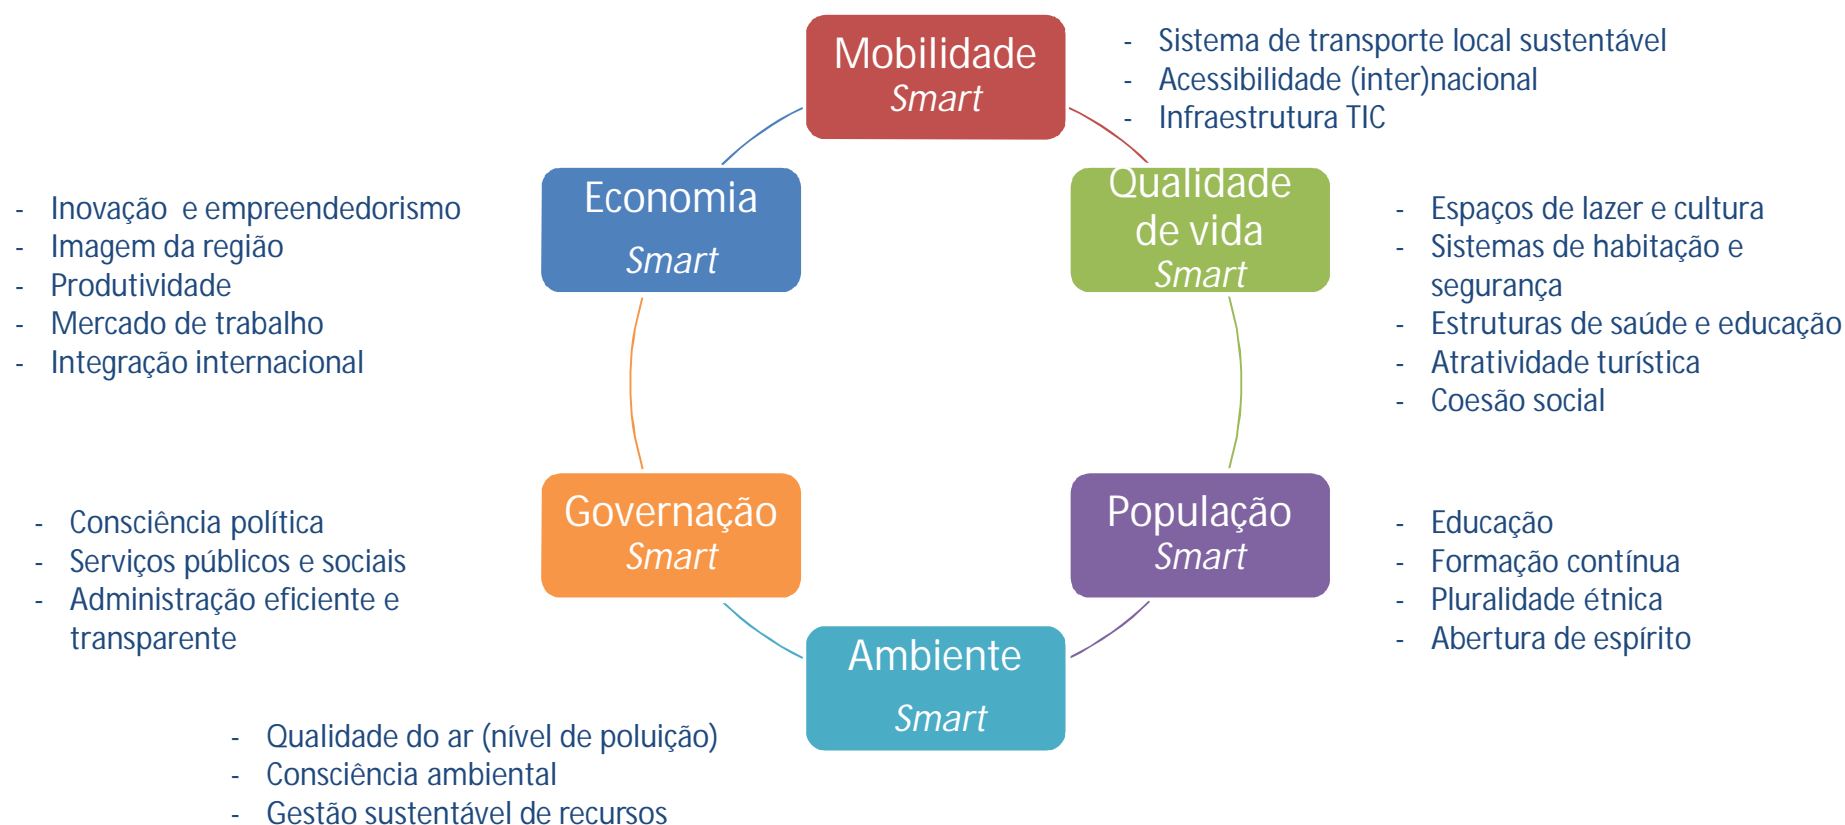 Mobilidade
Smart
- Sistema de transporte local sustentável
- Acessibilidade (inter)nacional
- Infraestrutura TIC
Economia
Smart
- Inovação e empreendedorismo
- Imagem da região
- Produtividade
- Mercado de trabalho
- Integração internacional
Qualidade
de vida
Smart
- Espaços de lazer e cultura
- Sistemas de habitação e
segurança
- Estruturas de saúde e educação
- Atratividade turística
- Coesão social
Governação
Smart
- Consciência política
- Serviços públicos e sociais
- Administração eficiente e
transparente
População
Smart
- Educação
- Formação contínua
- Pluralidade étnica
- Abertura de espírito
Ambiente
Smart
- Qualidade do ar (nível de poluição)
- Consciência ambiental
- Gestão sustentável de recursos